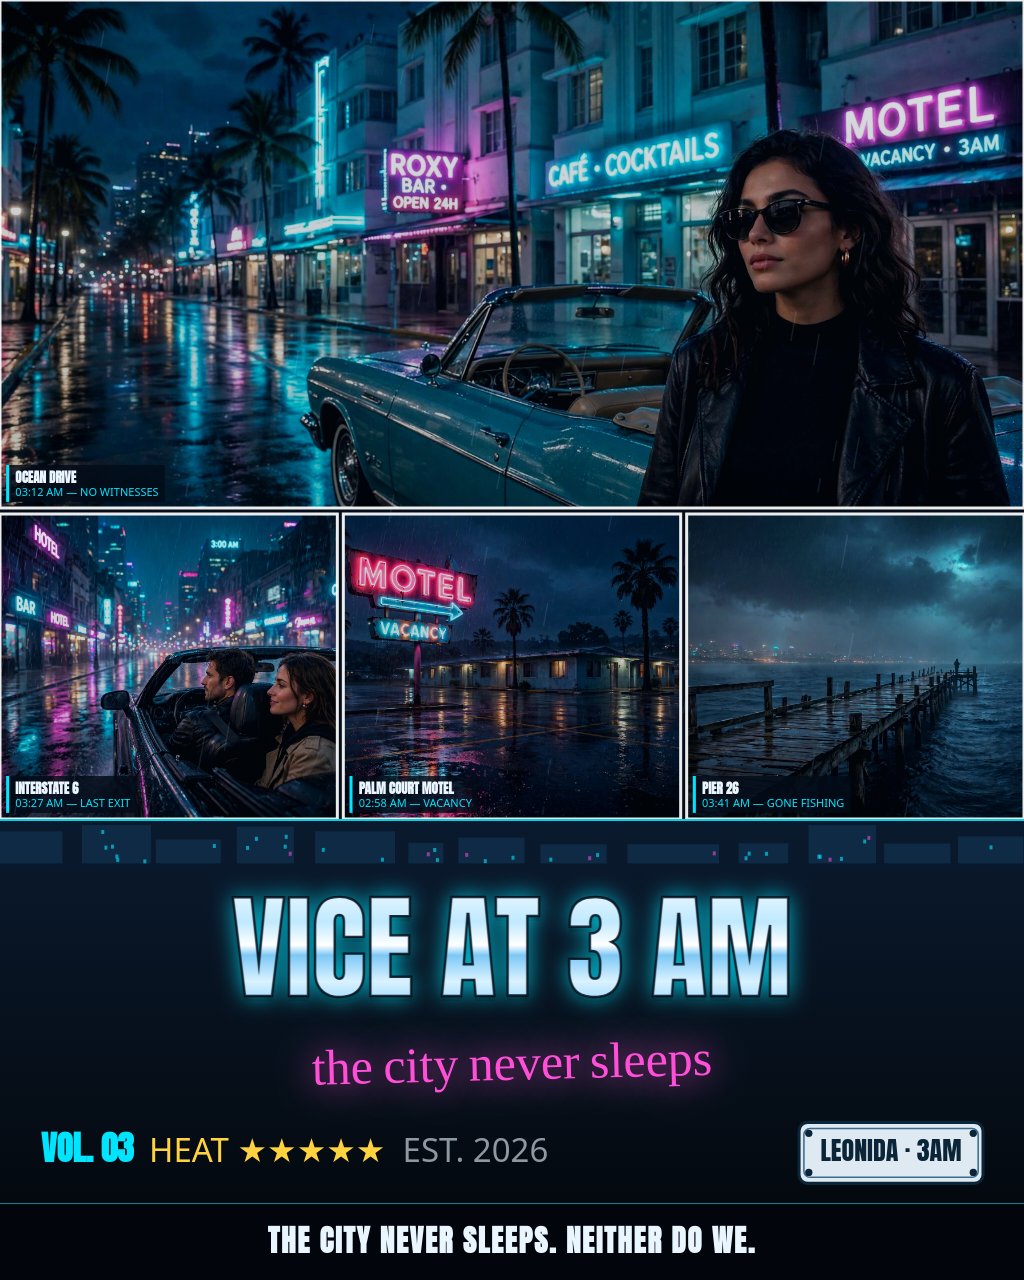 ROXY
BAR •
OPEN 24H
CAFÉ • COCKTAILS
MOTEL
VACANCY • 3AM
OCEAN DRIVE
03:12 AM — NO WITNESSES
HOTEL
3:00 AM
BAR
HOTEL
INTERSTATE 6
03:27 AM — LAST EXIT
MOTEL
VACANCY
PALM COURT MOTEL
02:58 AM — VACANCY
PIER 26
03:41 AM — GONE FISHING
VICE AT 3 AM
the city never sleeps
VOL. 03 HEAT ★★★★★ EST. 2026
LEONIDA · 3AM
THE CITY NEVER SLEEPS. NEITHER DO WE.